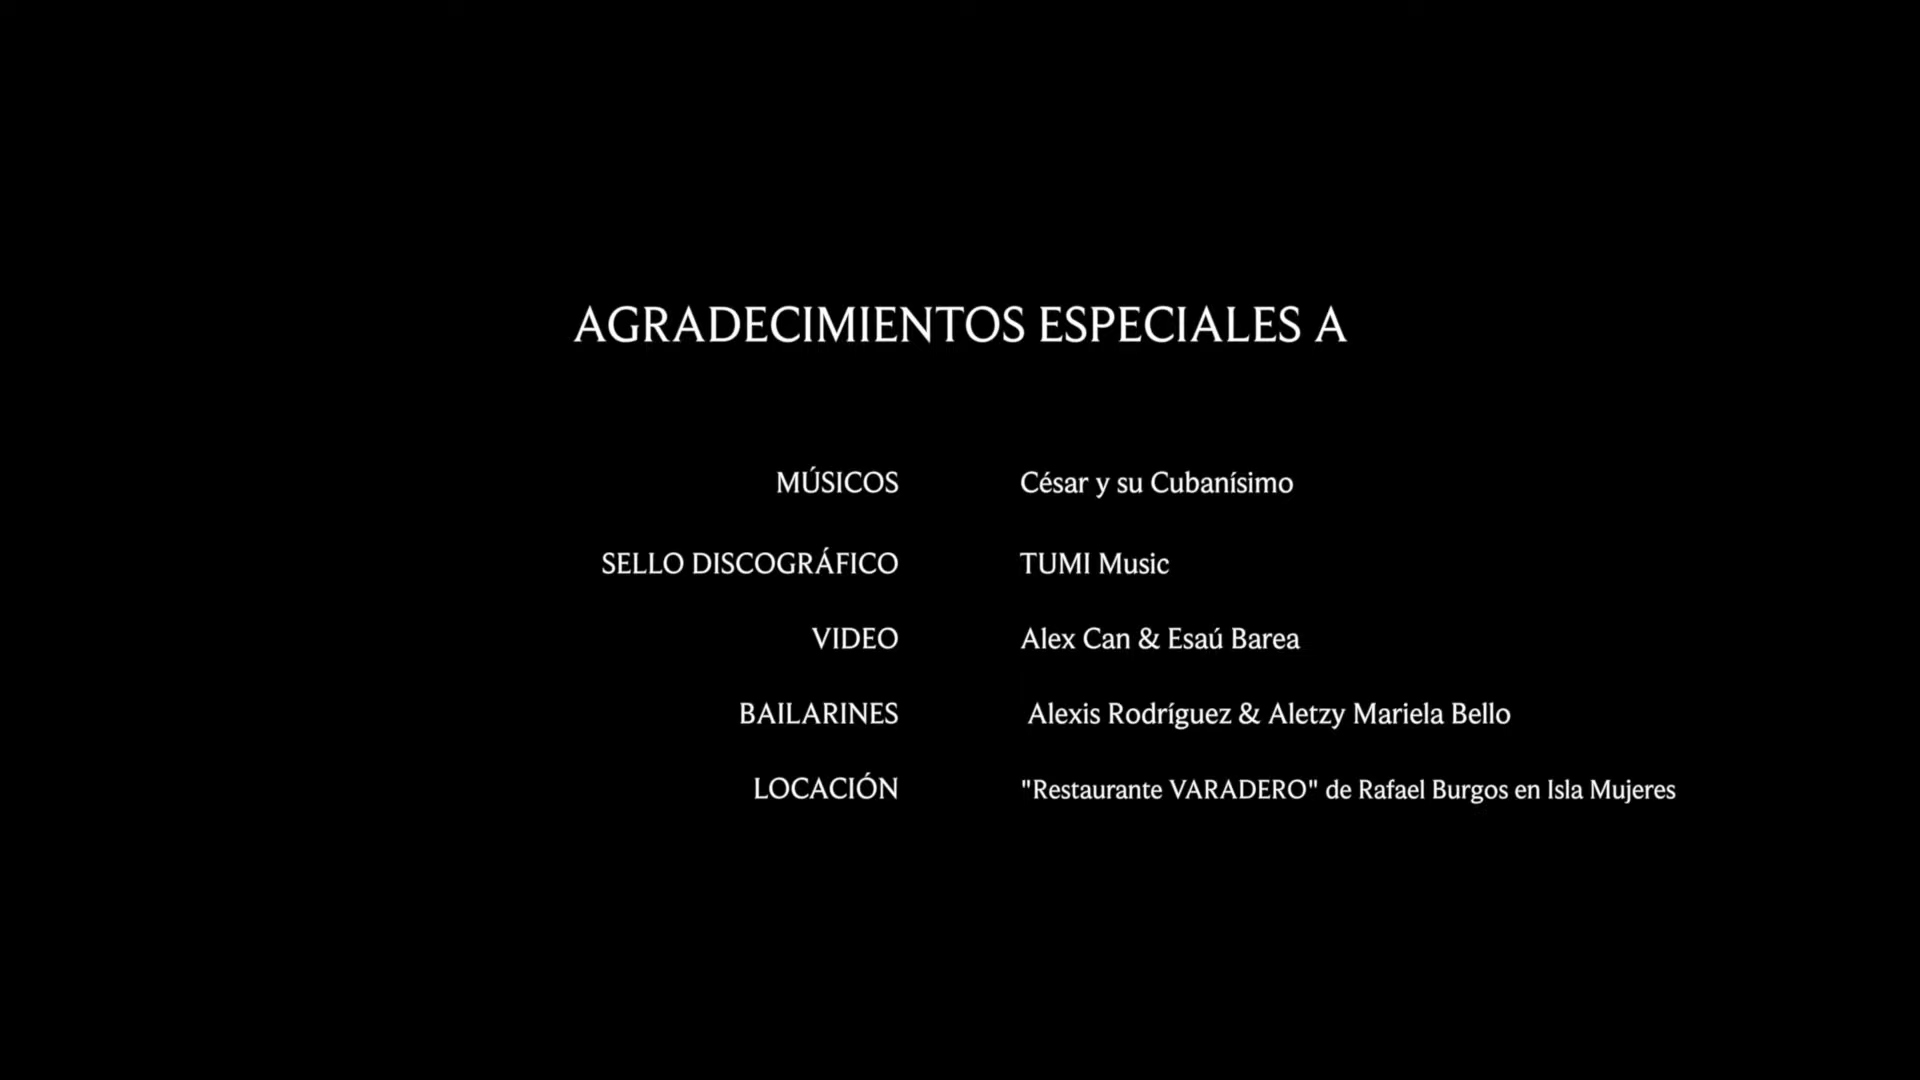 AGRADECIMIENTOS ESPECIALES A
MÚSICOS César y su Cubanísimo
SELLO DISCOGRÁFICO TUMI Music
VIDEO Alex Can & Esaú Barea
BAILARINES Alexis Rodríguez & Aletzy Mariela Bello
LOCACIÓN "Restaurante VARADERO" de Rafael Burgos en Isla Mujeres